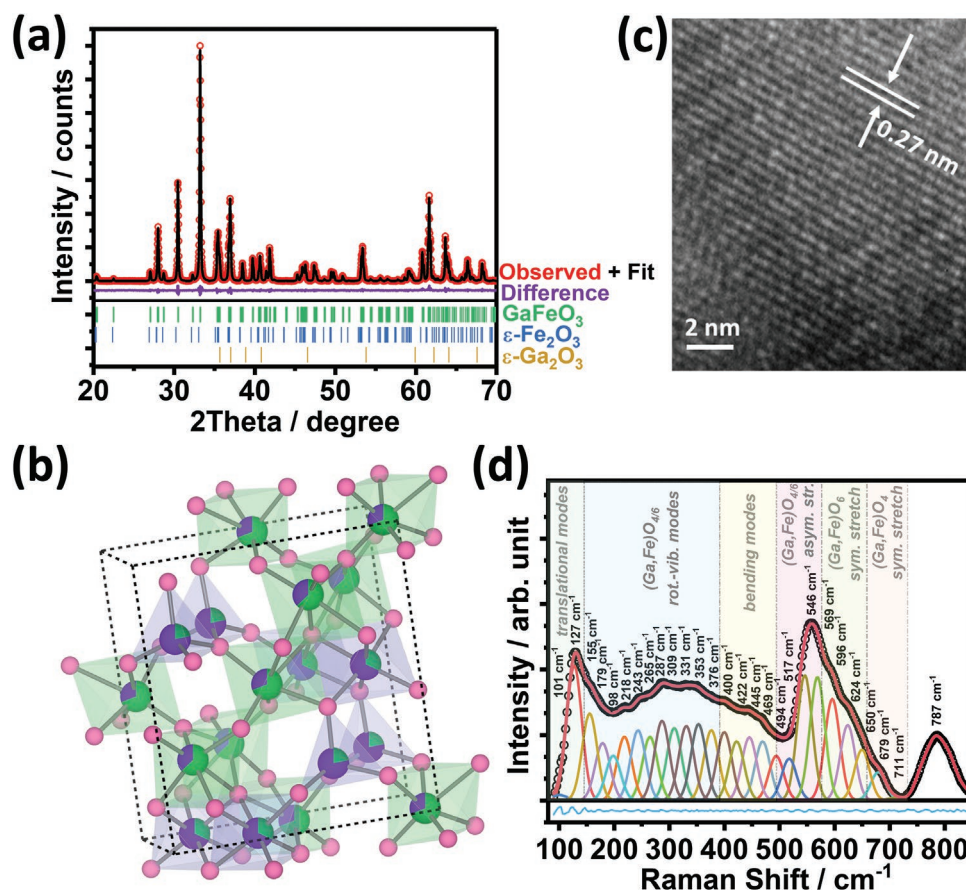 (a)
Intensity / counts
Observed + Fit
Difference
GaFeO3
ε-Fe2O3
ε-Ga2O3
20 30 40 50 60 70
2Theta / degree
(b)
(c)
0.27 nm
2 nm
(d)
Intensity / arb. unit
translational modes
(Ga,Fe)O4/6
rot.-vib. modes
bending modes
(Ga,Fe)O4/6
asym. str.
(Ga,Fe)O6
sym. stretch
(Ga,Fe)O4
sym. stretch
101 cm-1
127 cm-1
155 cm-1
179 cm-1
98 cm-1
218 cm-1
243 cm-1
265 cm-1
287 cm-1
309 cm-1
331 cm-1
353 cm-1
376 cm-1
400 cm-1
422 cm-1
445 cm-1
469 cm-1
494 cm-1
517 cm-1
546 cm-1
569 cm-1
596 cm-1
624 cm-1
650 cm-1
679 cm-1
711 cm-1
787 cm-1
100 200 300 400 500 600 700 800
Raman Shift / cm-1